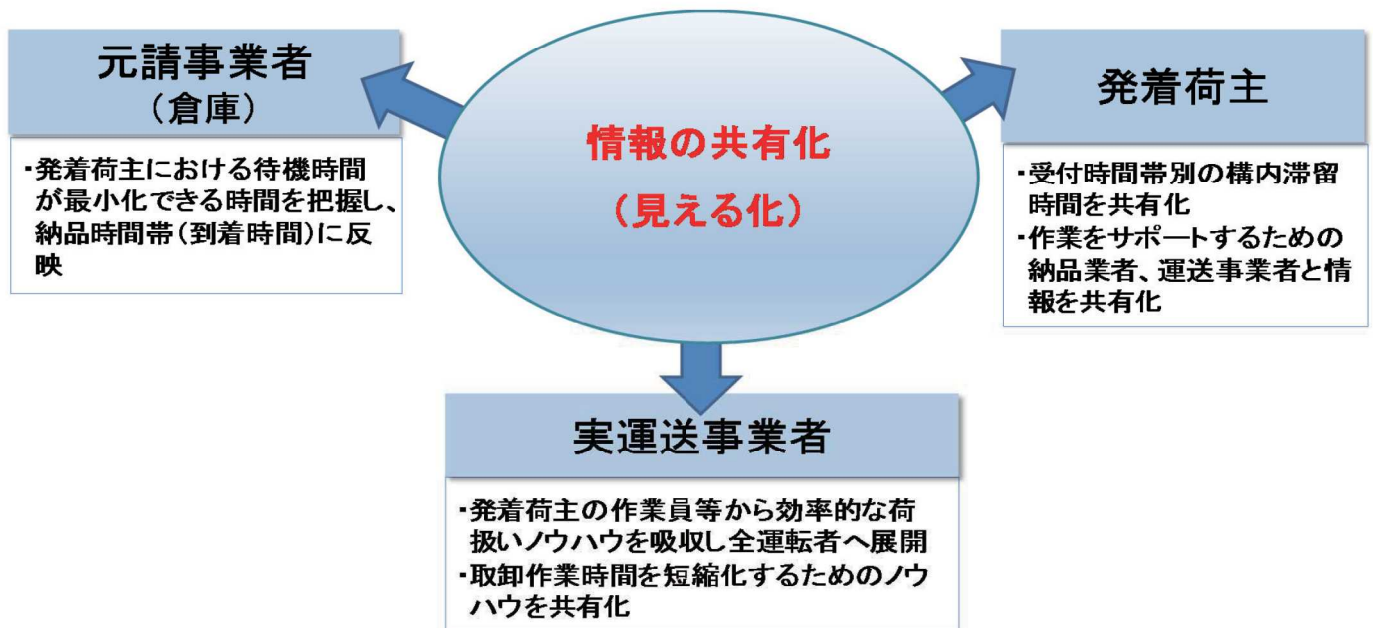 元請事業者
（倉庫）
・発着荷主における待機時間
が最小化できる時間を把握し、
納品時間帯（到着時間）に反
映
情報の共有化
（見える化）
発着荷主
・受付時間帯別の構内滞留
時間を共有化
・作業をサポートするための
納品業者、運送事業者と情
報を共有化
実運送事業者
・発着荷主の作業員等から効率的な荷
扱いノウハウを吸収し全運転者へ展開
・取卸作業時間を短縮化するためのノウ
ハウを共有化